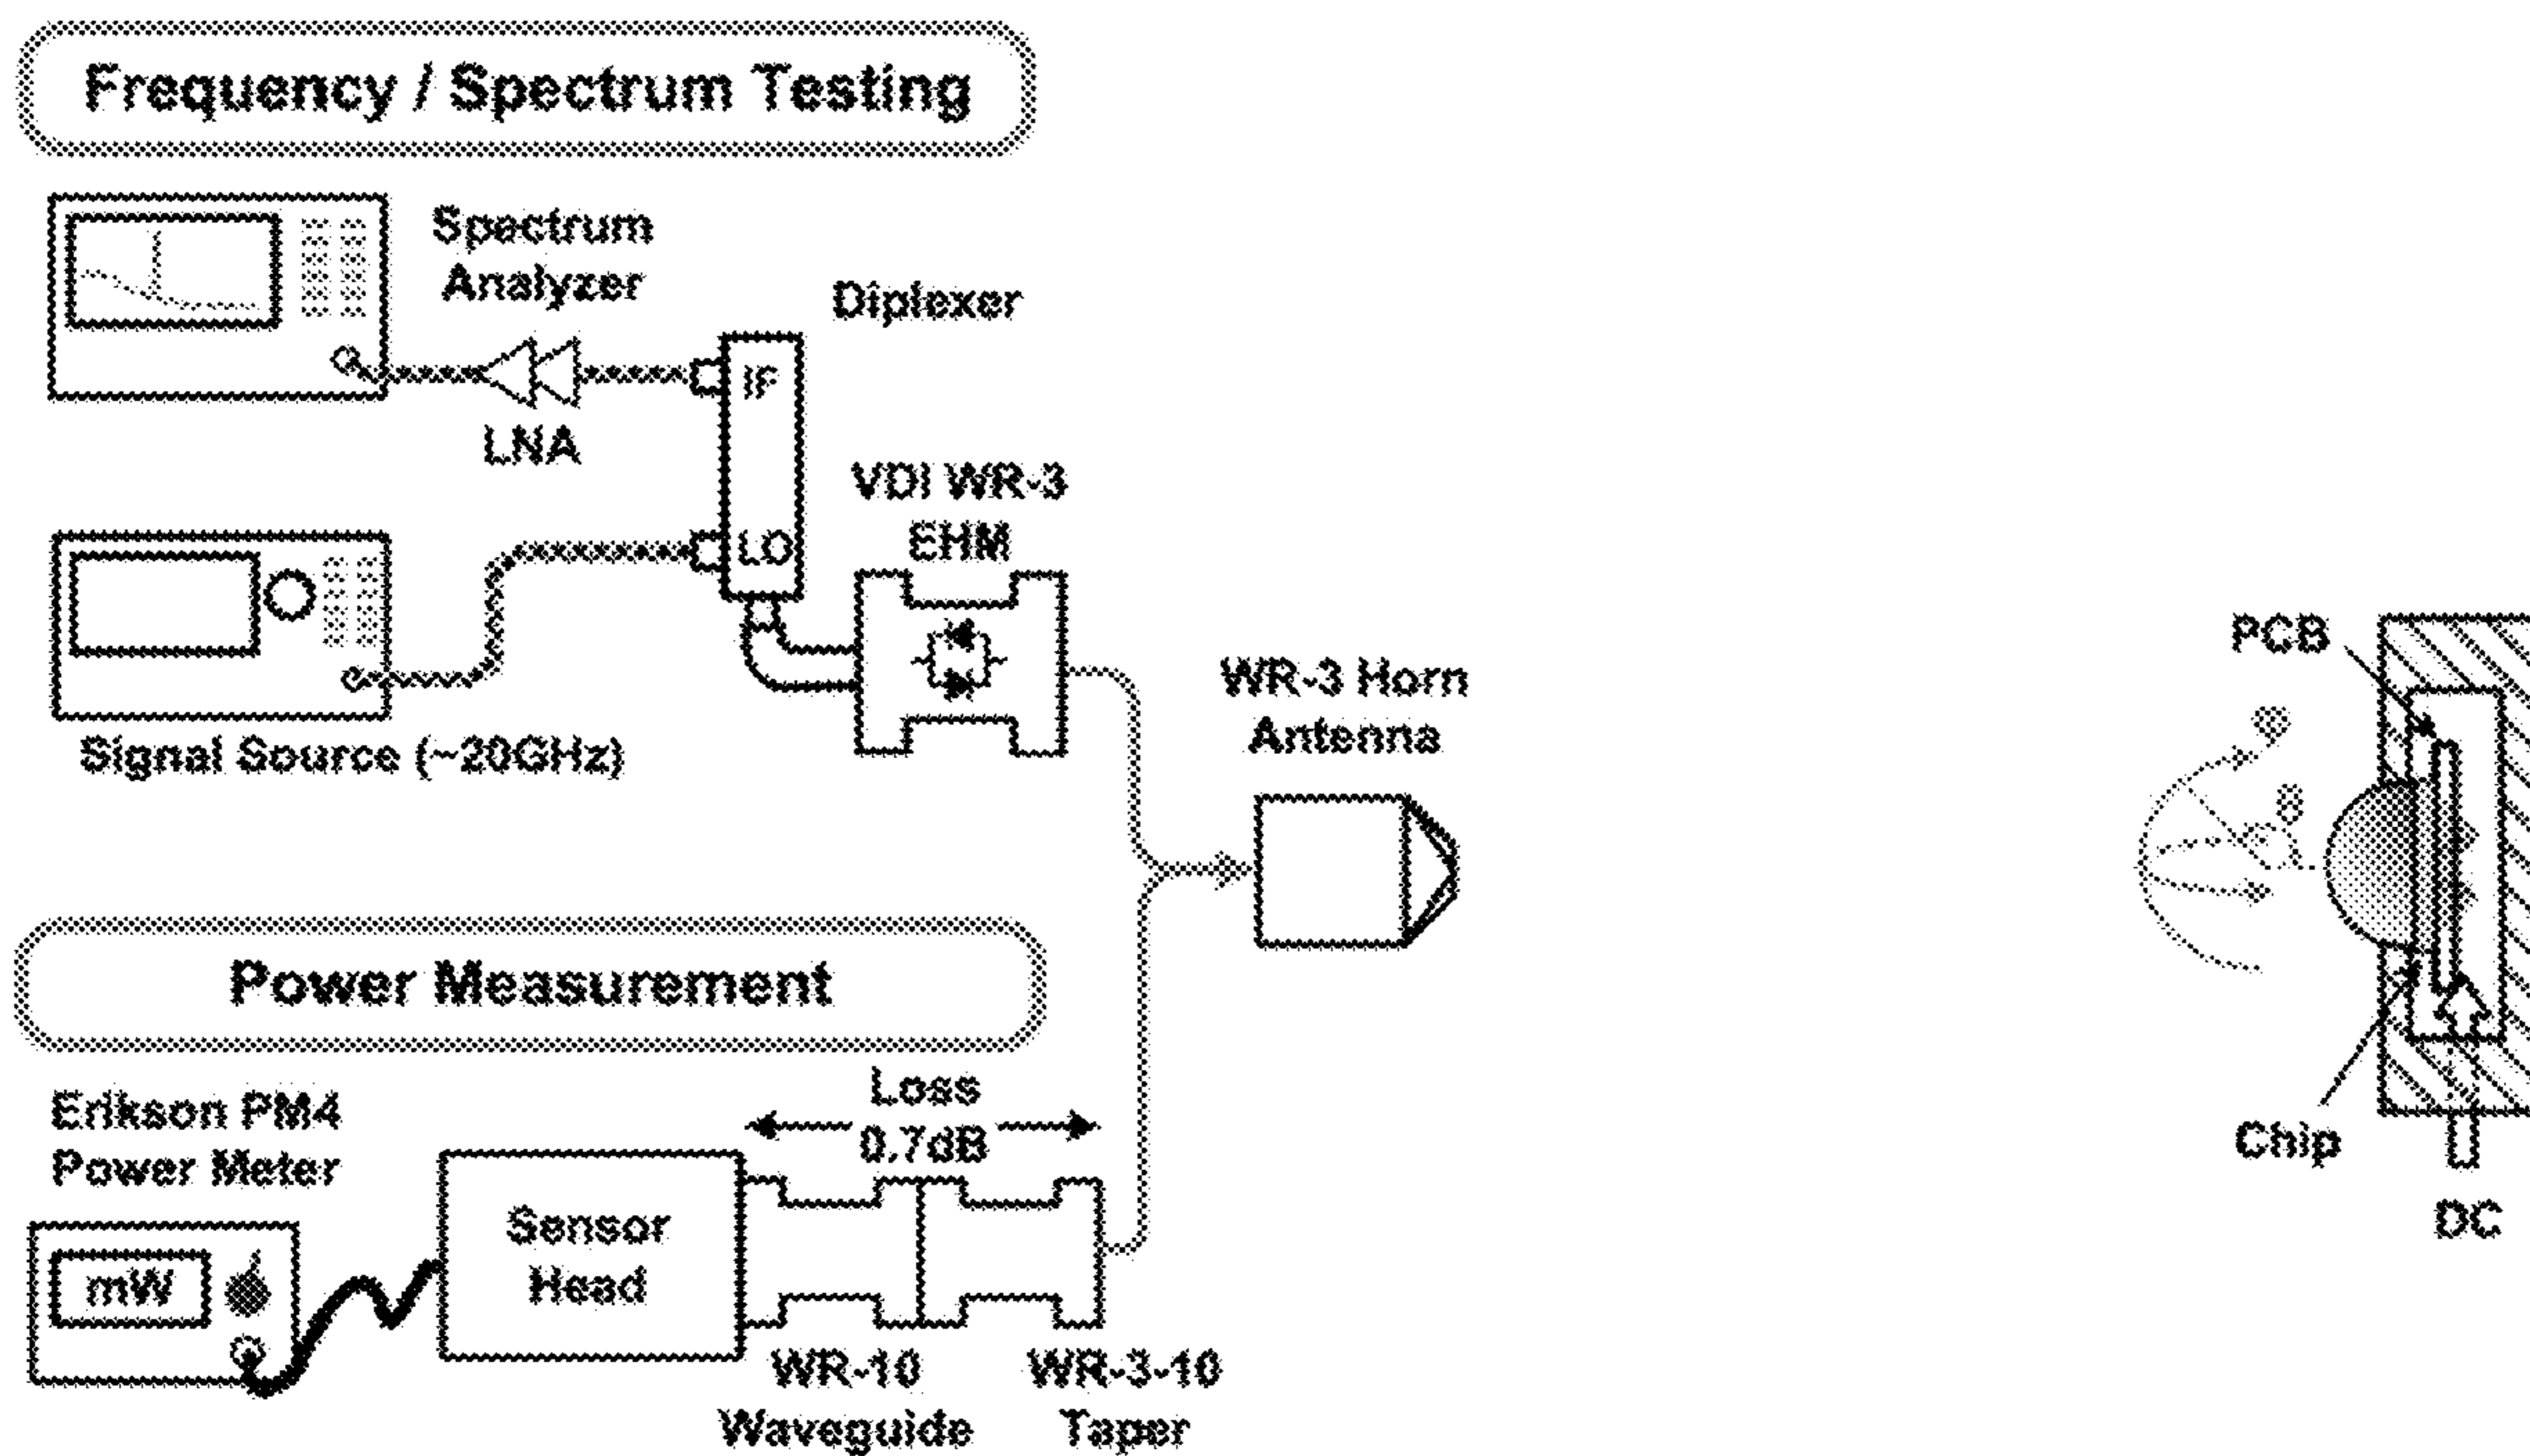 Frequency / Spectrum Testing
Spectrum
Analyzer
Diplexer
IF
LNA
VDI WR-3
EHM
LO
Signal Source (~20GHz)
WR-3 Horn
Antenna
PCB
φ
θ
Power Measurement
Erikson PM4
Power Meter
Loss
0.7dB
Sensor
Head
mW
WR-10
Waveguide
WR-3-10
Taper
Chip
DC